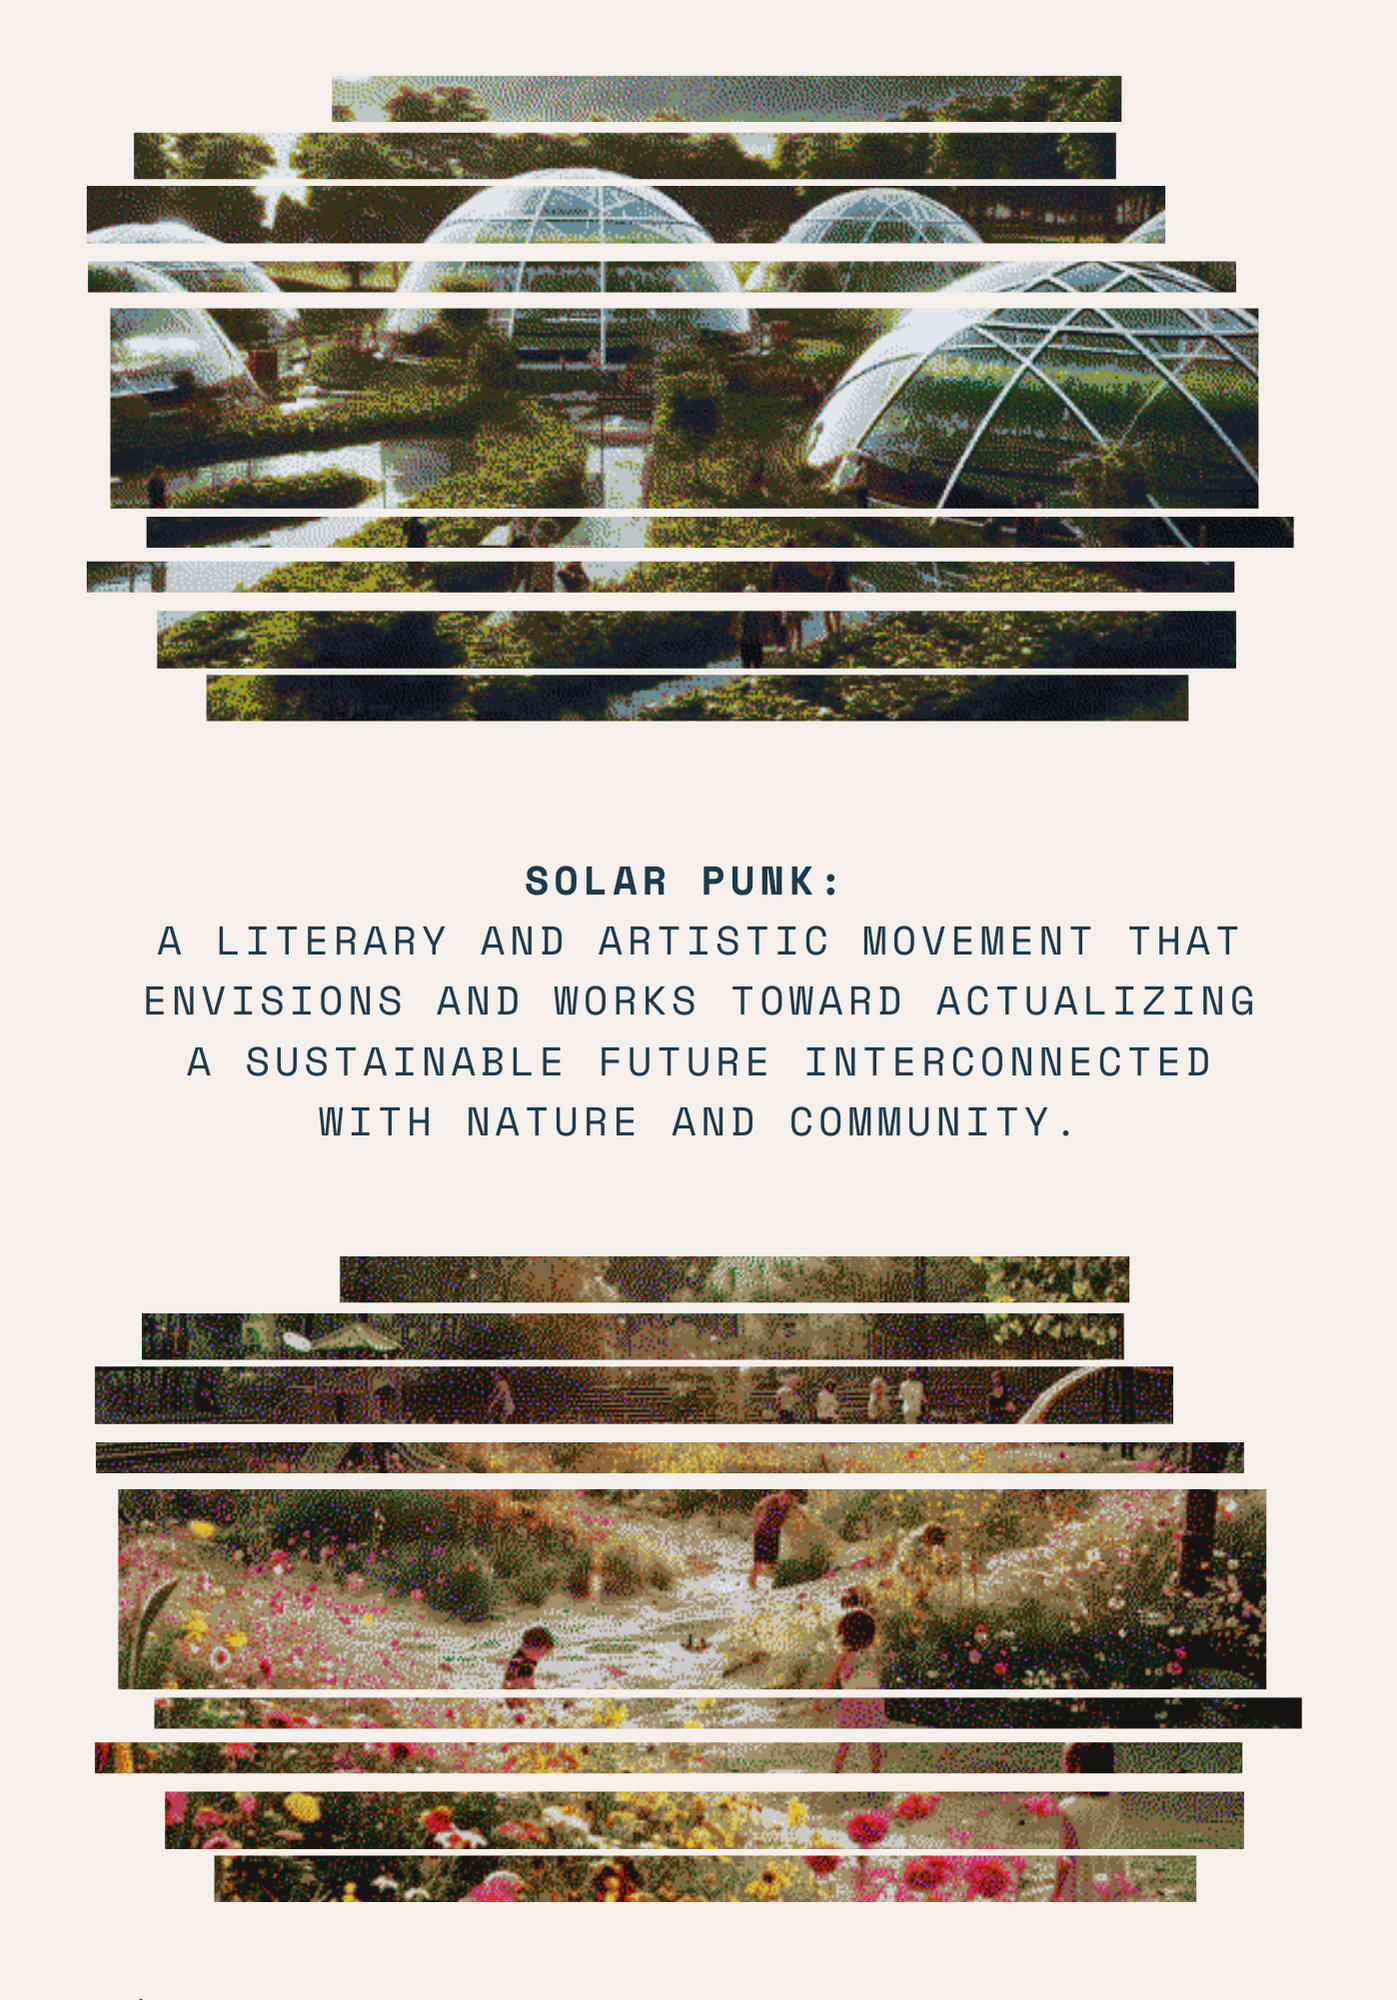 SOLAR PUNK:
A LITERARY AND ARTISTIC MOVEMENT THAT
ENVISIONS AND WORKS TOWARD ACTUALIZING
A SUSTAINABLE FUTURE INTERCONNECTED
WITH NATURE AND COMMUNITY.